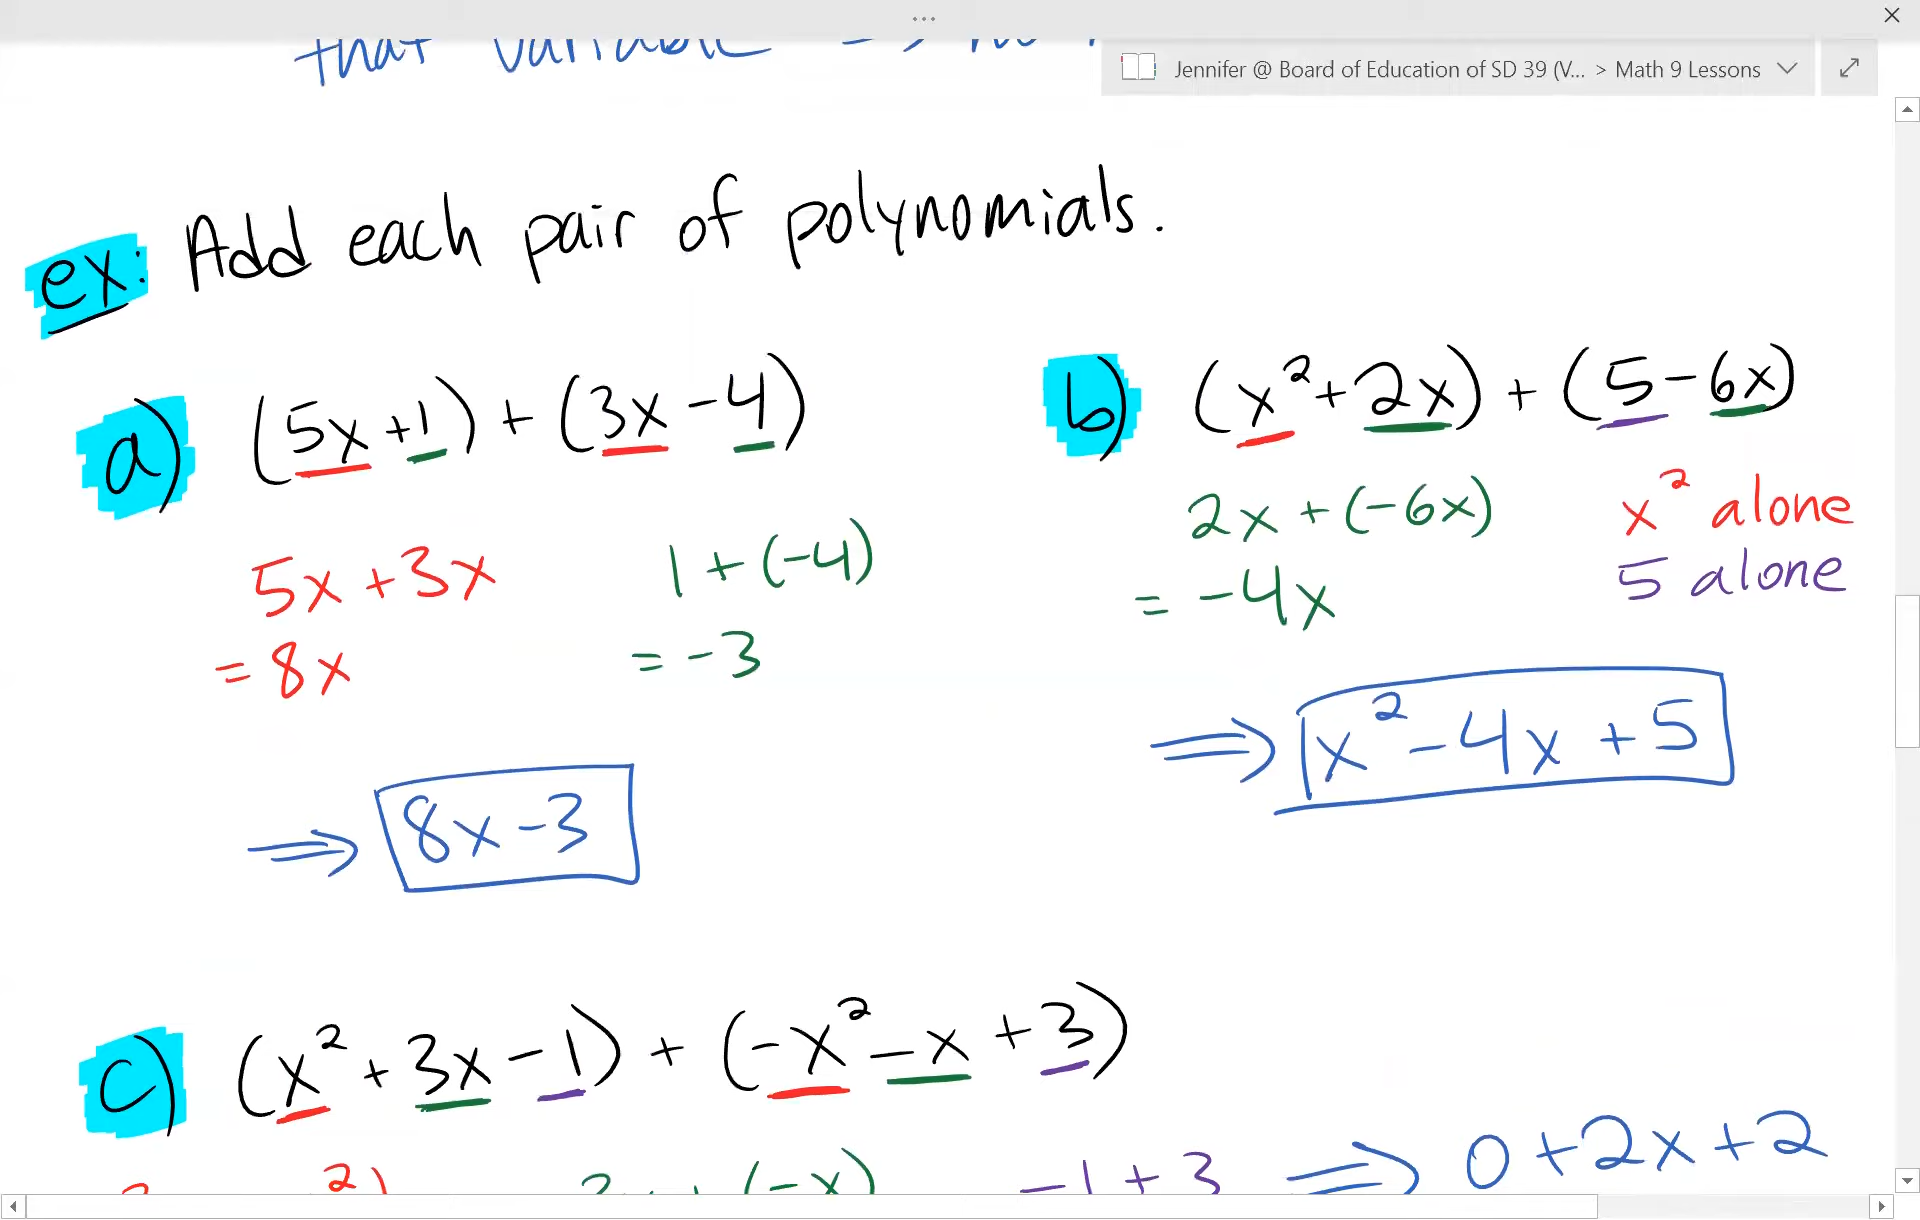 that variable
Jennifer @ Board of Education of SD 39 (V... > Math 9 Lessons
ex: Add each pair of polynomials.
a) (5x+1) + (3x-4)
5x+3x
= 8x
1+(-4)
= -3
⇒ 8x-3
b) (x²+2x) + (5-6x)
2x+(-6x)
= -4x
x² alone
5 alone
⇒ x²-4x+5
c) (x²+3x-1) + (-x²-x+3)
-1+3
⇒ 0+2x+2